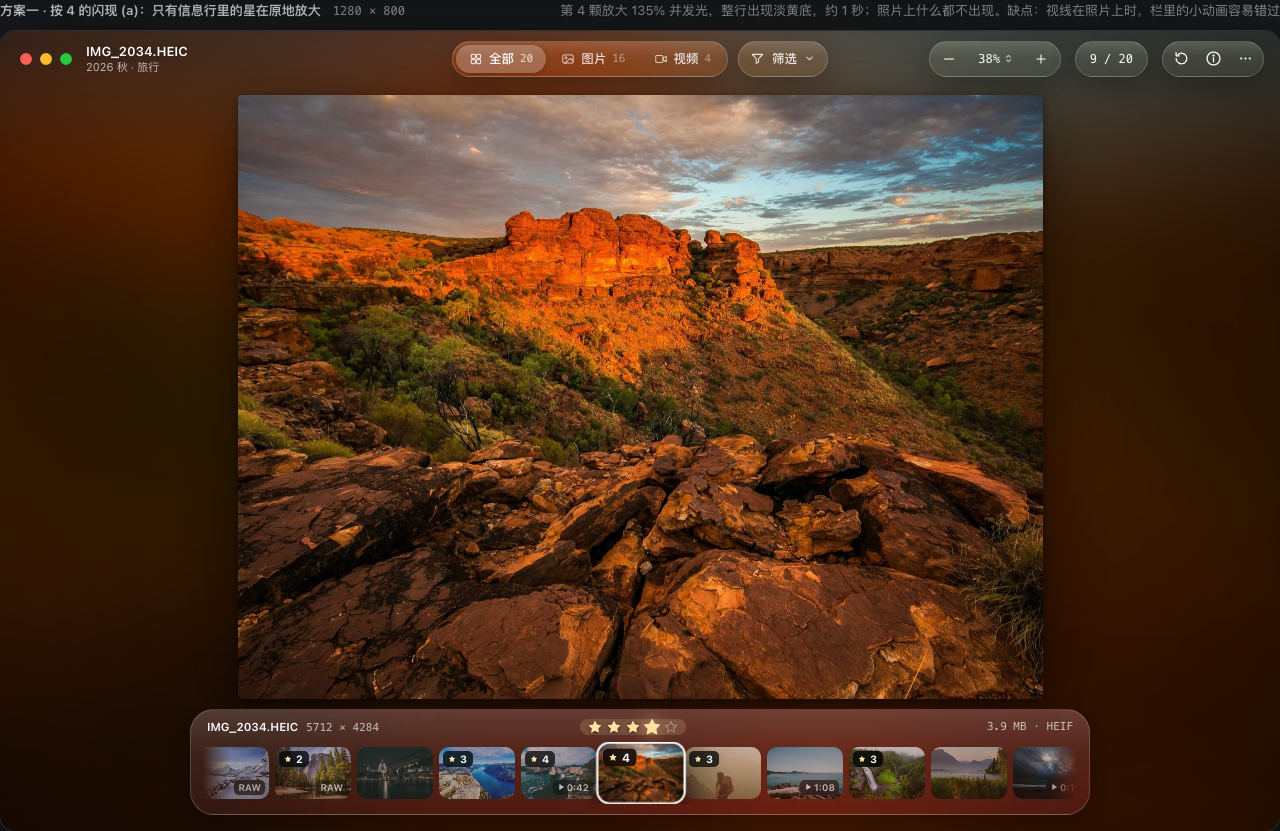 方案一 · 按 4 的闪现 (a)：只有信息行里的星在原地放大 1280 × 800
第 4 颗放大 135% 并发光，整行出现淡黄底，约 1 秒；照片上什么都不出现。缺点：视线在照片上时，栏里的小动画容易错过
IMG_2034.HEIC
2026 秋 · 旅行
全部 20 图片 16 视频 4 筛选
38%
9 / 20
IMG_2034.HEIC 5712 × 4284
3.9 MB · HEIF
RAW
2 RAW
3
4 0:42
4
3
1:08
3